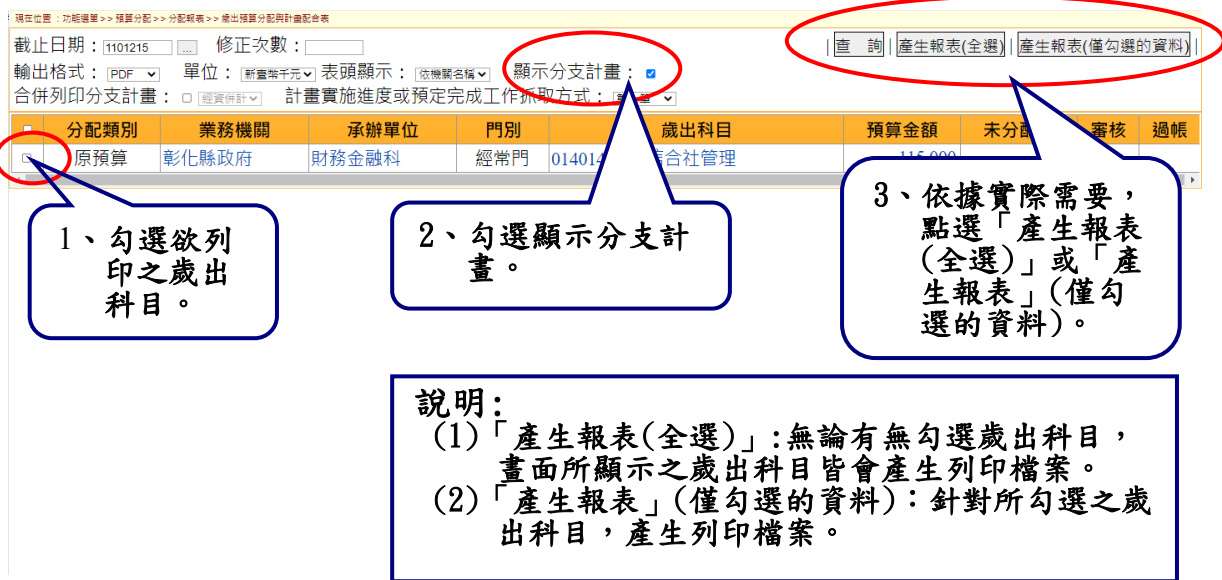 現在位置：功能選單>>預算分配>>分配報表>>歲出預算分配與計畫配合表
截止日期：1101215 ... 修正次數：
| 查 詢 | 產生報表(全選) | 產生報表(僅勾選的資料) |
輸出格式：PDF 單位：新臺幣千元 表頭顯示：依機關名稱 顯示分支計畫：
合併列印分支計畫： 經資併計 計畫實施進度或預定完成工作抓取方式：
分配類別 業務機關 承辦單位 門別 歲出科目 預算金額 未分 審核 過帳
原預算 彰化縣政府 財務金融科 經常門 014014 合社管理 115,000
1、勾選欲列
印之歲出
科目。
2、勾選顯示分支計
畫。
3、依據實際需要，
點選「產生報表
(全選)」或「產
生報表」(僅勾
選的資料)。
說明:
(1)「產生報表(全選)」:無論有無勾選歲出科目，
畫面所顯示之歲出科目皆會產生列印檔案。
(2)「產生報表」(僅勾選的資料)：針對所勾選之歲
出科目，產生列印檔案。